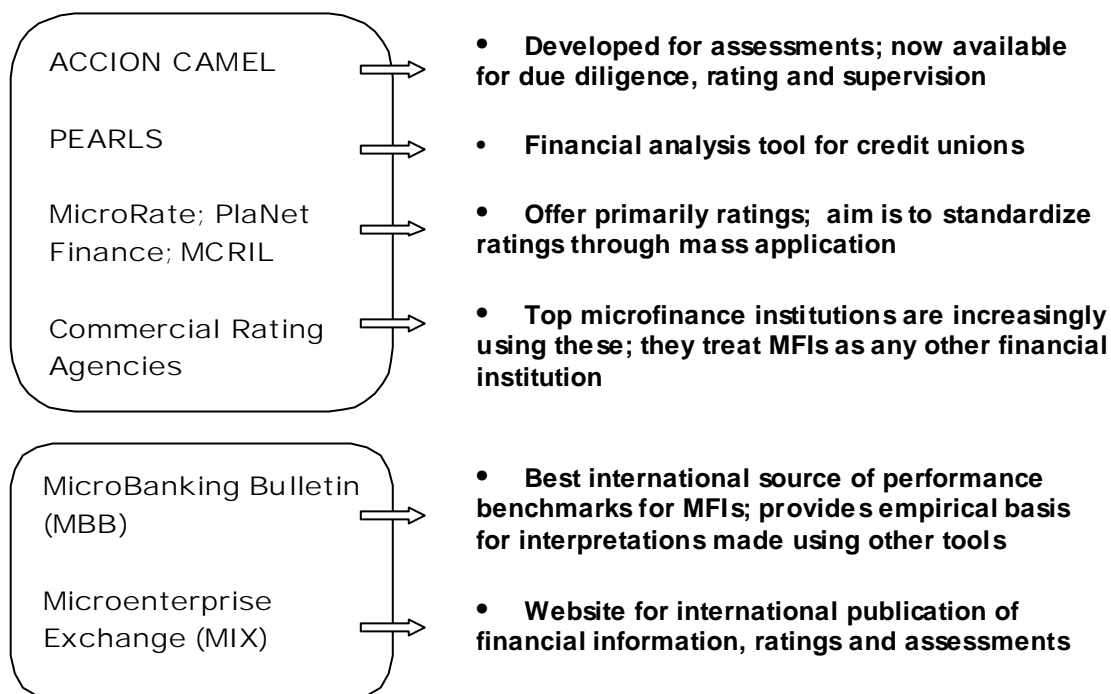 ACCION CAMEL
• Developed for assessments; now available
for due diligence, rating and supervision
PEARLS
• Financial analysis tool for credit unions
MicroRate; PlaNet
Finance; MCRIL
• Offer primarily ratings; aim is to standardize
ratings through mass application
Commercial Rating
Agencies
• Top microfinance institutions are increasingly
using these; they treat MFIs as any other financial
institution
MicroBanking Bulletin
(MBB)
• Best international source of performance
benchmarks for MFIs; provides empirical basis
for interpretations made using other tools
Microenterprise
Exchange (MIX)
• Website for international publication of
financial information, ratings and assessments